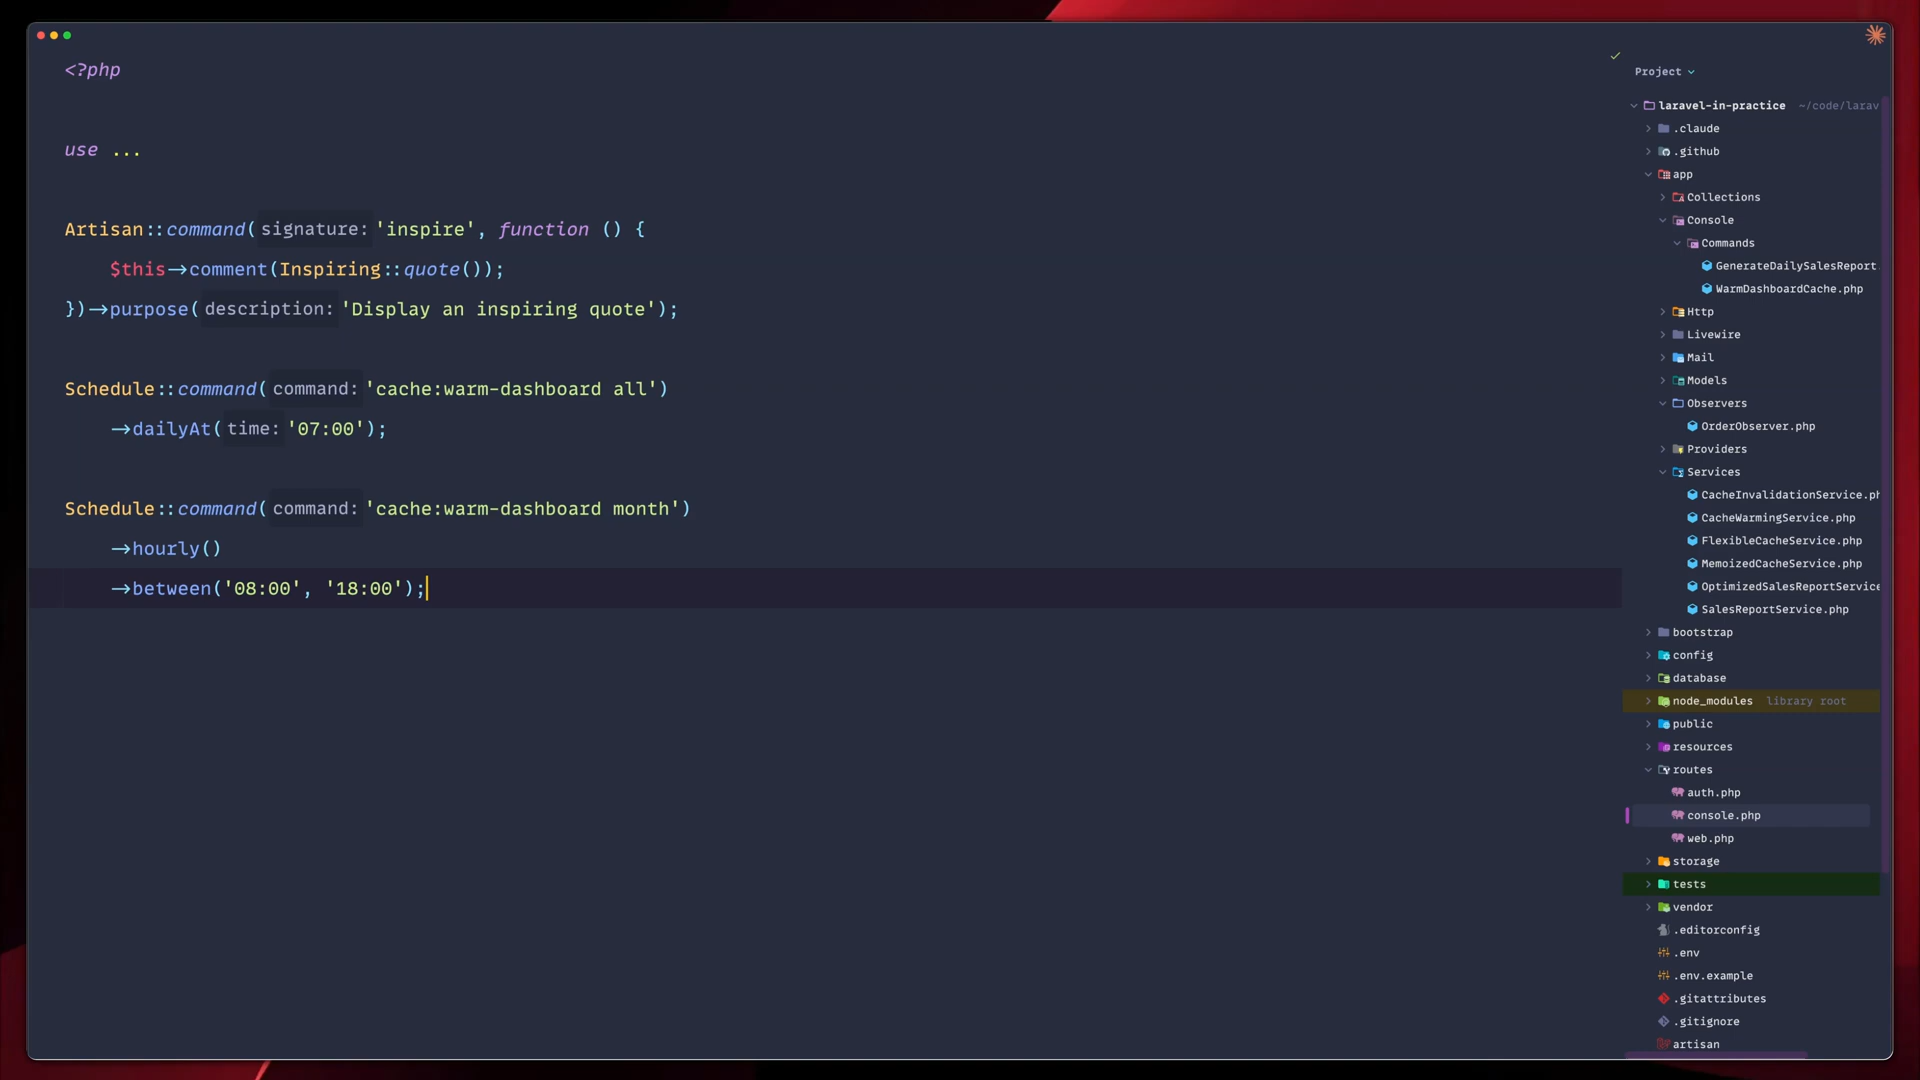 <?php
use ...
Artisan::command( signature: 'inspire', function () {
$this->comment(Inspiring::quote());
})->purpose( description: 'Display an inspiring quote');
Schedule::command( command: 'cache:warm-dashboard all')
->dailyAt( time: '07:00');
Schedule::command( command: 'cache:warm-dashboard month')
->hourly()
->between('08:00', '18:00');
Project
laravel-in-practice ~/code/larav
.claude
.github
app
Collections
Console
Commands
GenerateDailySalesReport.
WarmDashboardCache.php
Http
Livewire
Mail
Models
Observers
OrderObserver.php
Providers
Services
CacheInvalidationService.ph
CacheWarmingService.php
FlexibleCacheService.php
MemoizedCacheService.php
OptimizedSalesReportService
SalesReportService.php
bootstrap
config
database
node_modules library root
public
resources
routes
auth.php
console.php
web.php
storage
tests
vendor
.editorconfig
.env
.env.example
.gitattributes
.gitignore
artisan